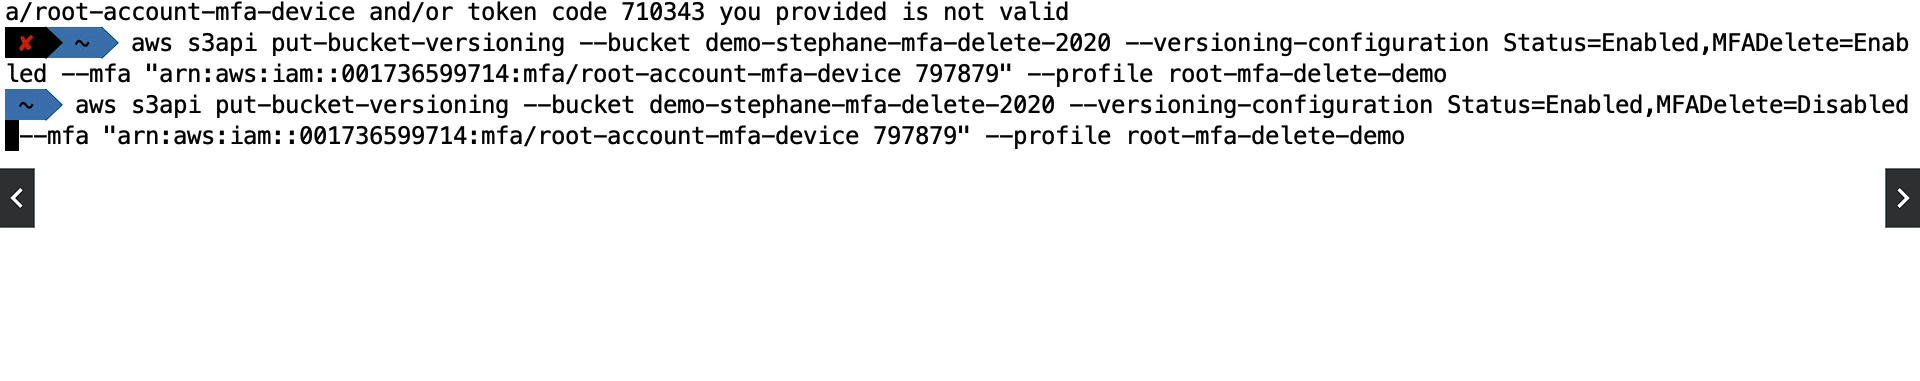 a/root-account-mfa-device and/or token code 710343 you provided is not valid
✘ ~ aws s3api put-bucket-versioning --bucket demo-stephane-mfa-delete-2020 --versioning-configuration Status=Enabled,MFADelete=Enab
led --mfa "arn:aws:iam::001736599714:mfa/root-account-mfa-device 797879" --profile root-mfa-delete-demo
~ aws s3api put-bucket-versioning --bucket demo-stephane-mfa-delete-2020 --versioning-configuration Status=Enabled,MFADelete=Disabled
--mfa "arn:aws:iam::001736599714:mfa/root-account-mfa-device 797879" --profile root-mfa-delete-demo